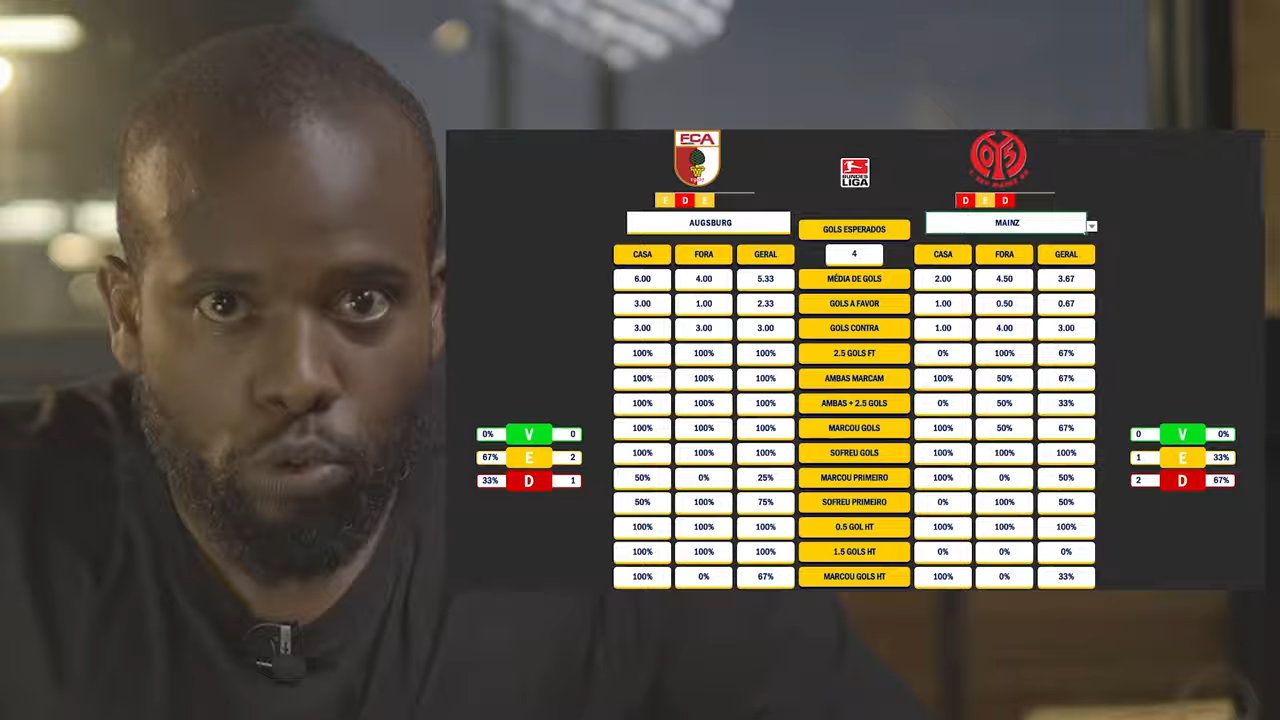 FCA
1907
BUNDES
LIGA
1. FSV MAINZ 05
E D E
D E D
AUGSBURG
GOLS ESPERADOS
MAINZ
CASA FORA GERAL 4 CASA FORA GERAL
6.00 4.00 5.33 MÉDIA DE GOLS 2.00 4.50 3.67
3.00 1.00 2.33 GOLS A FAVOR 1.00 0.50 0.67
3.00 3.00 3.00 GOLS CONTRA 1.00 4.00 3.00
100% 100% 100% 2.5 GOLS FT 0% 100% 67%
100% 100% 100% AMBAS MARCAM 100% 50% 67%
100% 100% 100% AMBAS + 2.5 GOLS 0% 50% 33%
100% 100% 100% MARCOU GOLS 100% 50% 67%
100% 100% 100% SOFREU GOLS 100% 100% 100%
50% 0% 25% MARCOU PRIMEIRO 100% 0% 50%
50% 100% 75% SOFREU PRIMEIRO 0% 100% 50%
100% 100% 100% 0.5 GOL HT 100% 100% 100%
100% 100% 100% 1.5 GOLS HT 0% 0% 0%
100% 0% 67% MARCOU GOLS HT 100% 0% 33%
0% V 0
67% E 2
33% D 1
0 V 0%
1 E 33%
2 D 67%